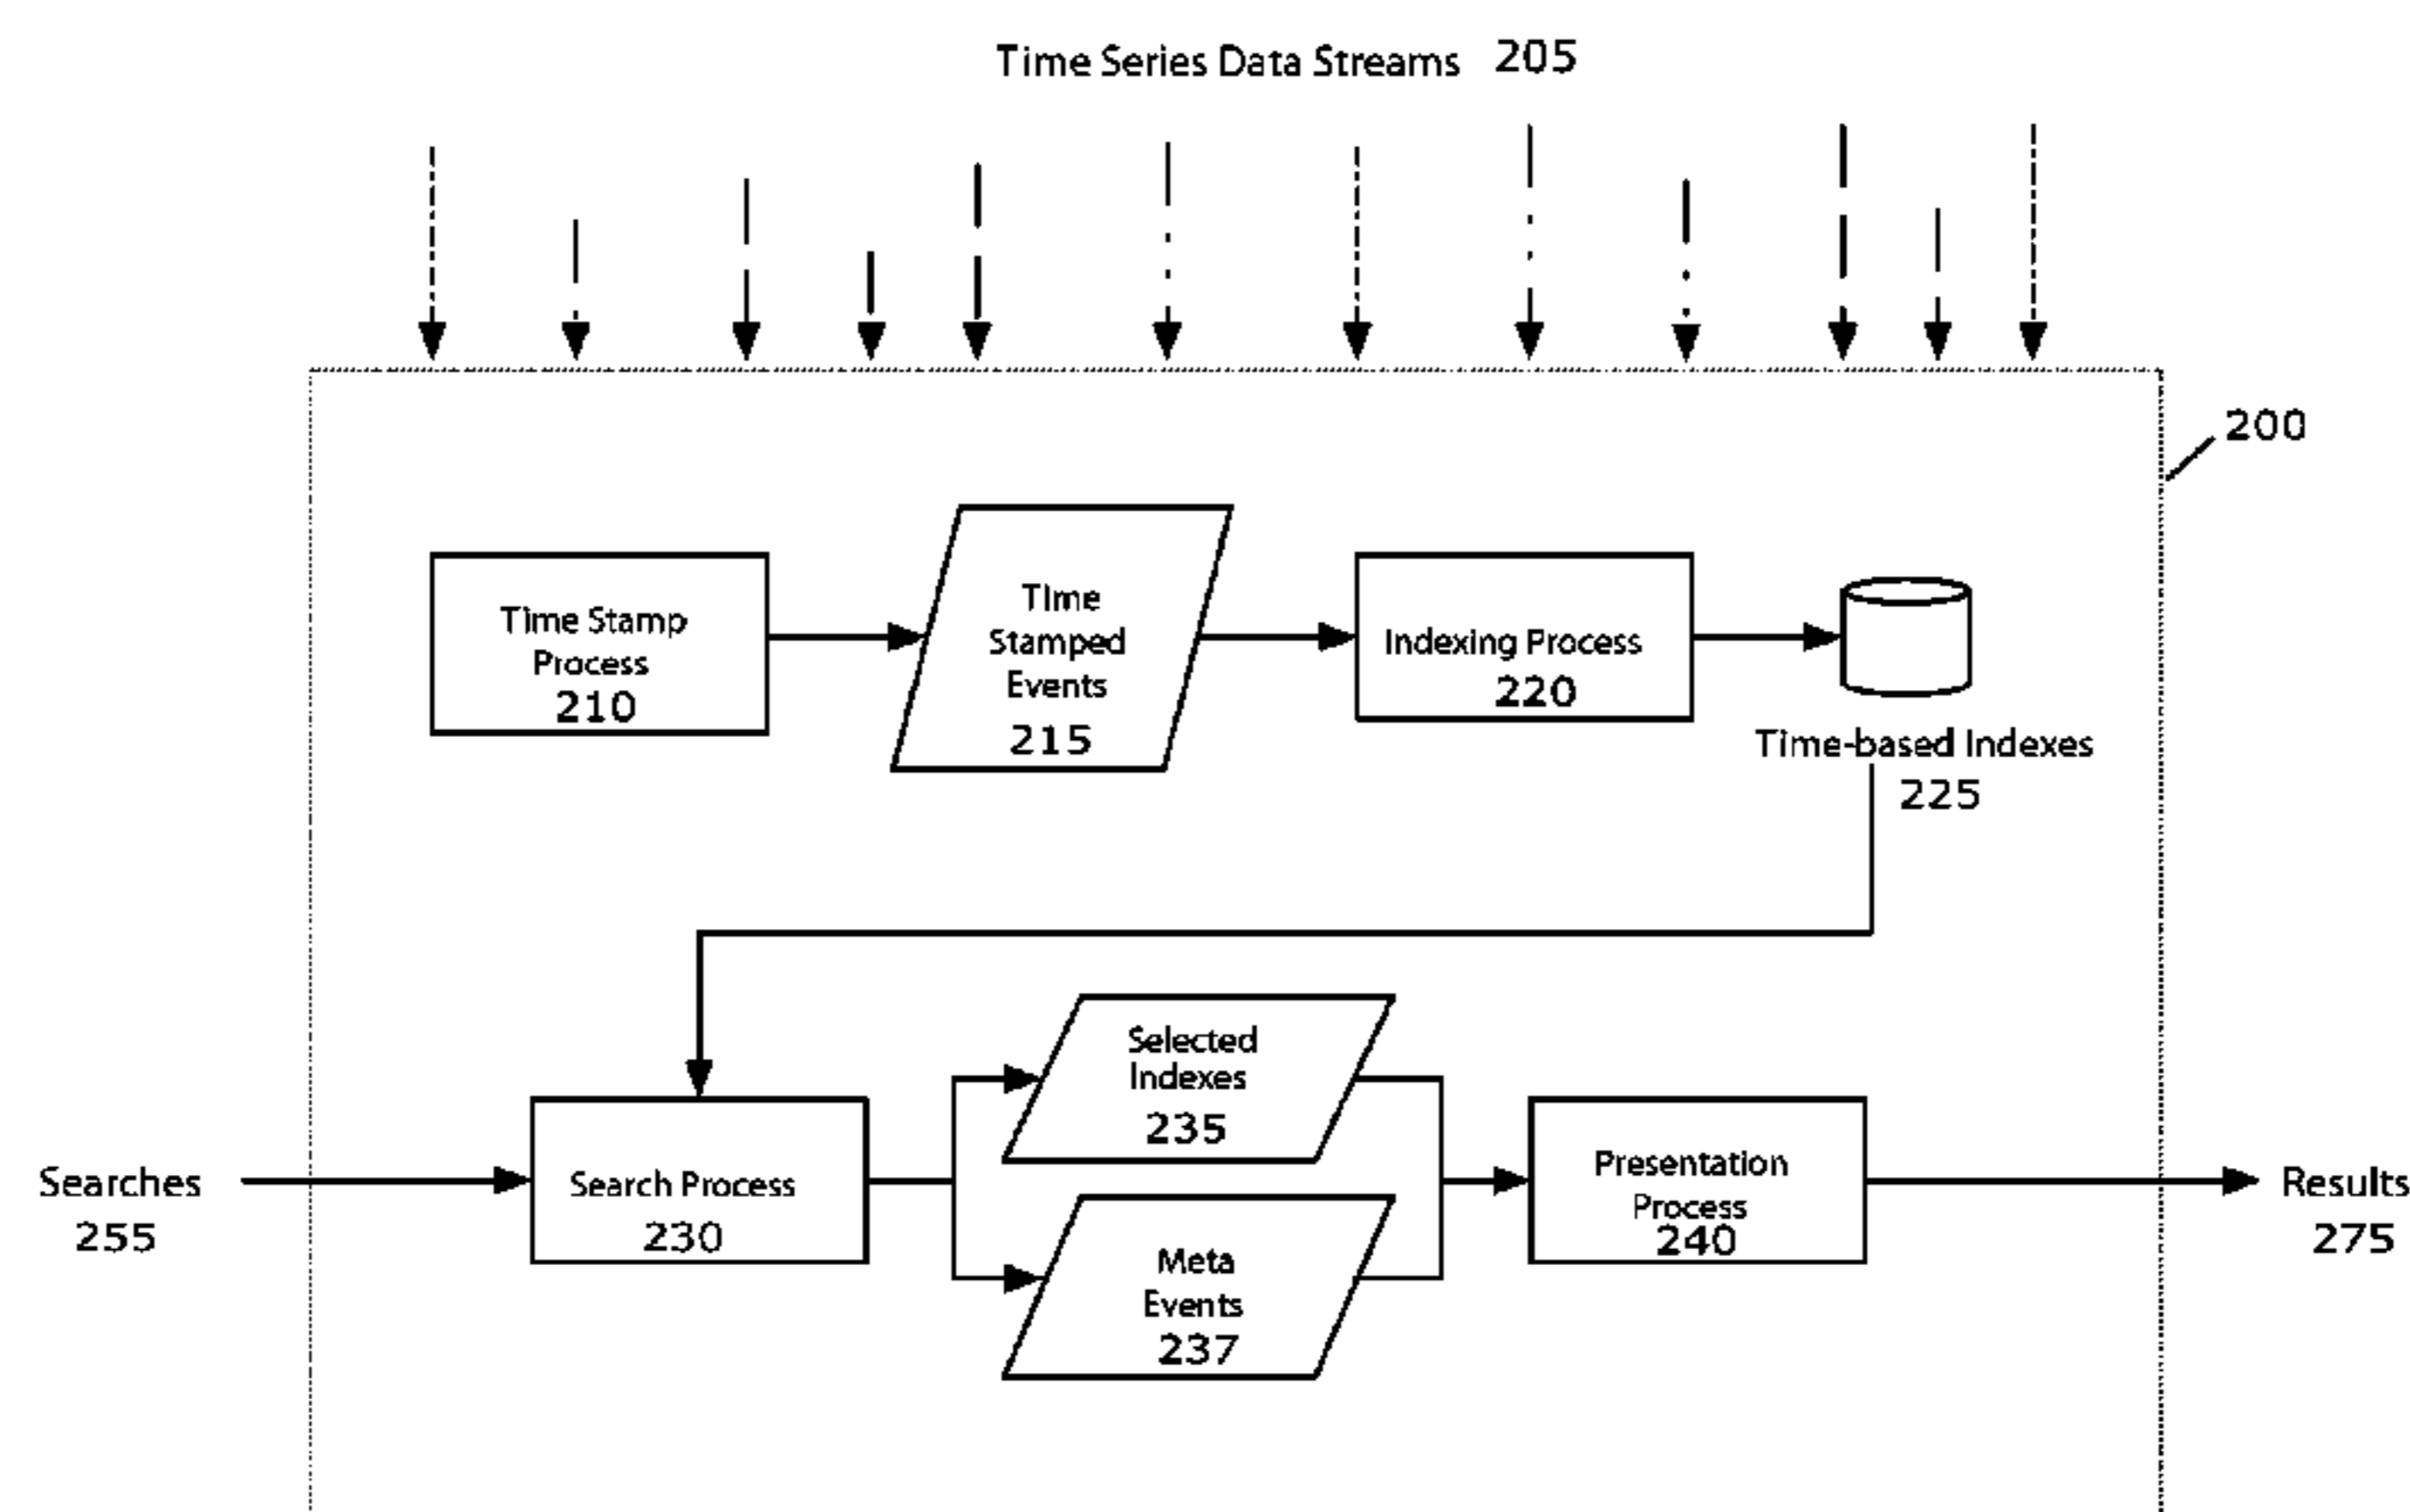 Time Series Data Streams 205
200
Time Stamp
Process
210
Time
Stamped
Events
215
Indexing Process
220
Time-based Indexes
225
Searches
255
Search Process
230
Selected
Indexes
235
Meta
Events
237
Presentation
Process
240
Results
275